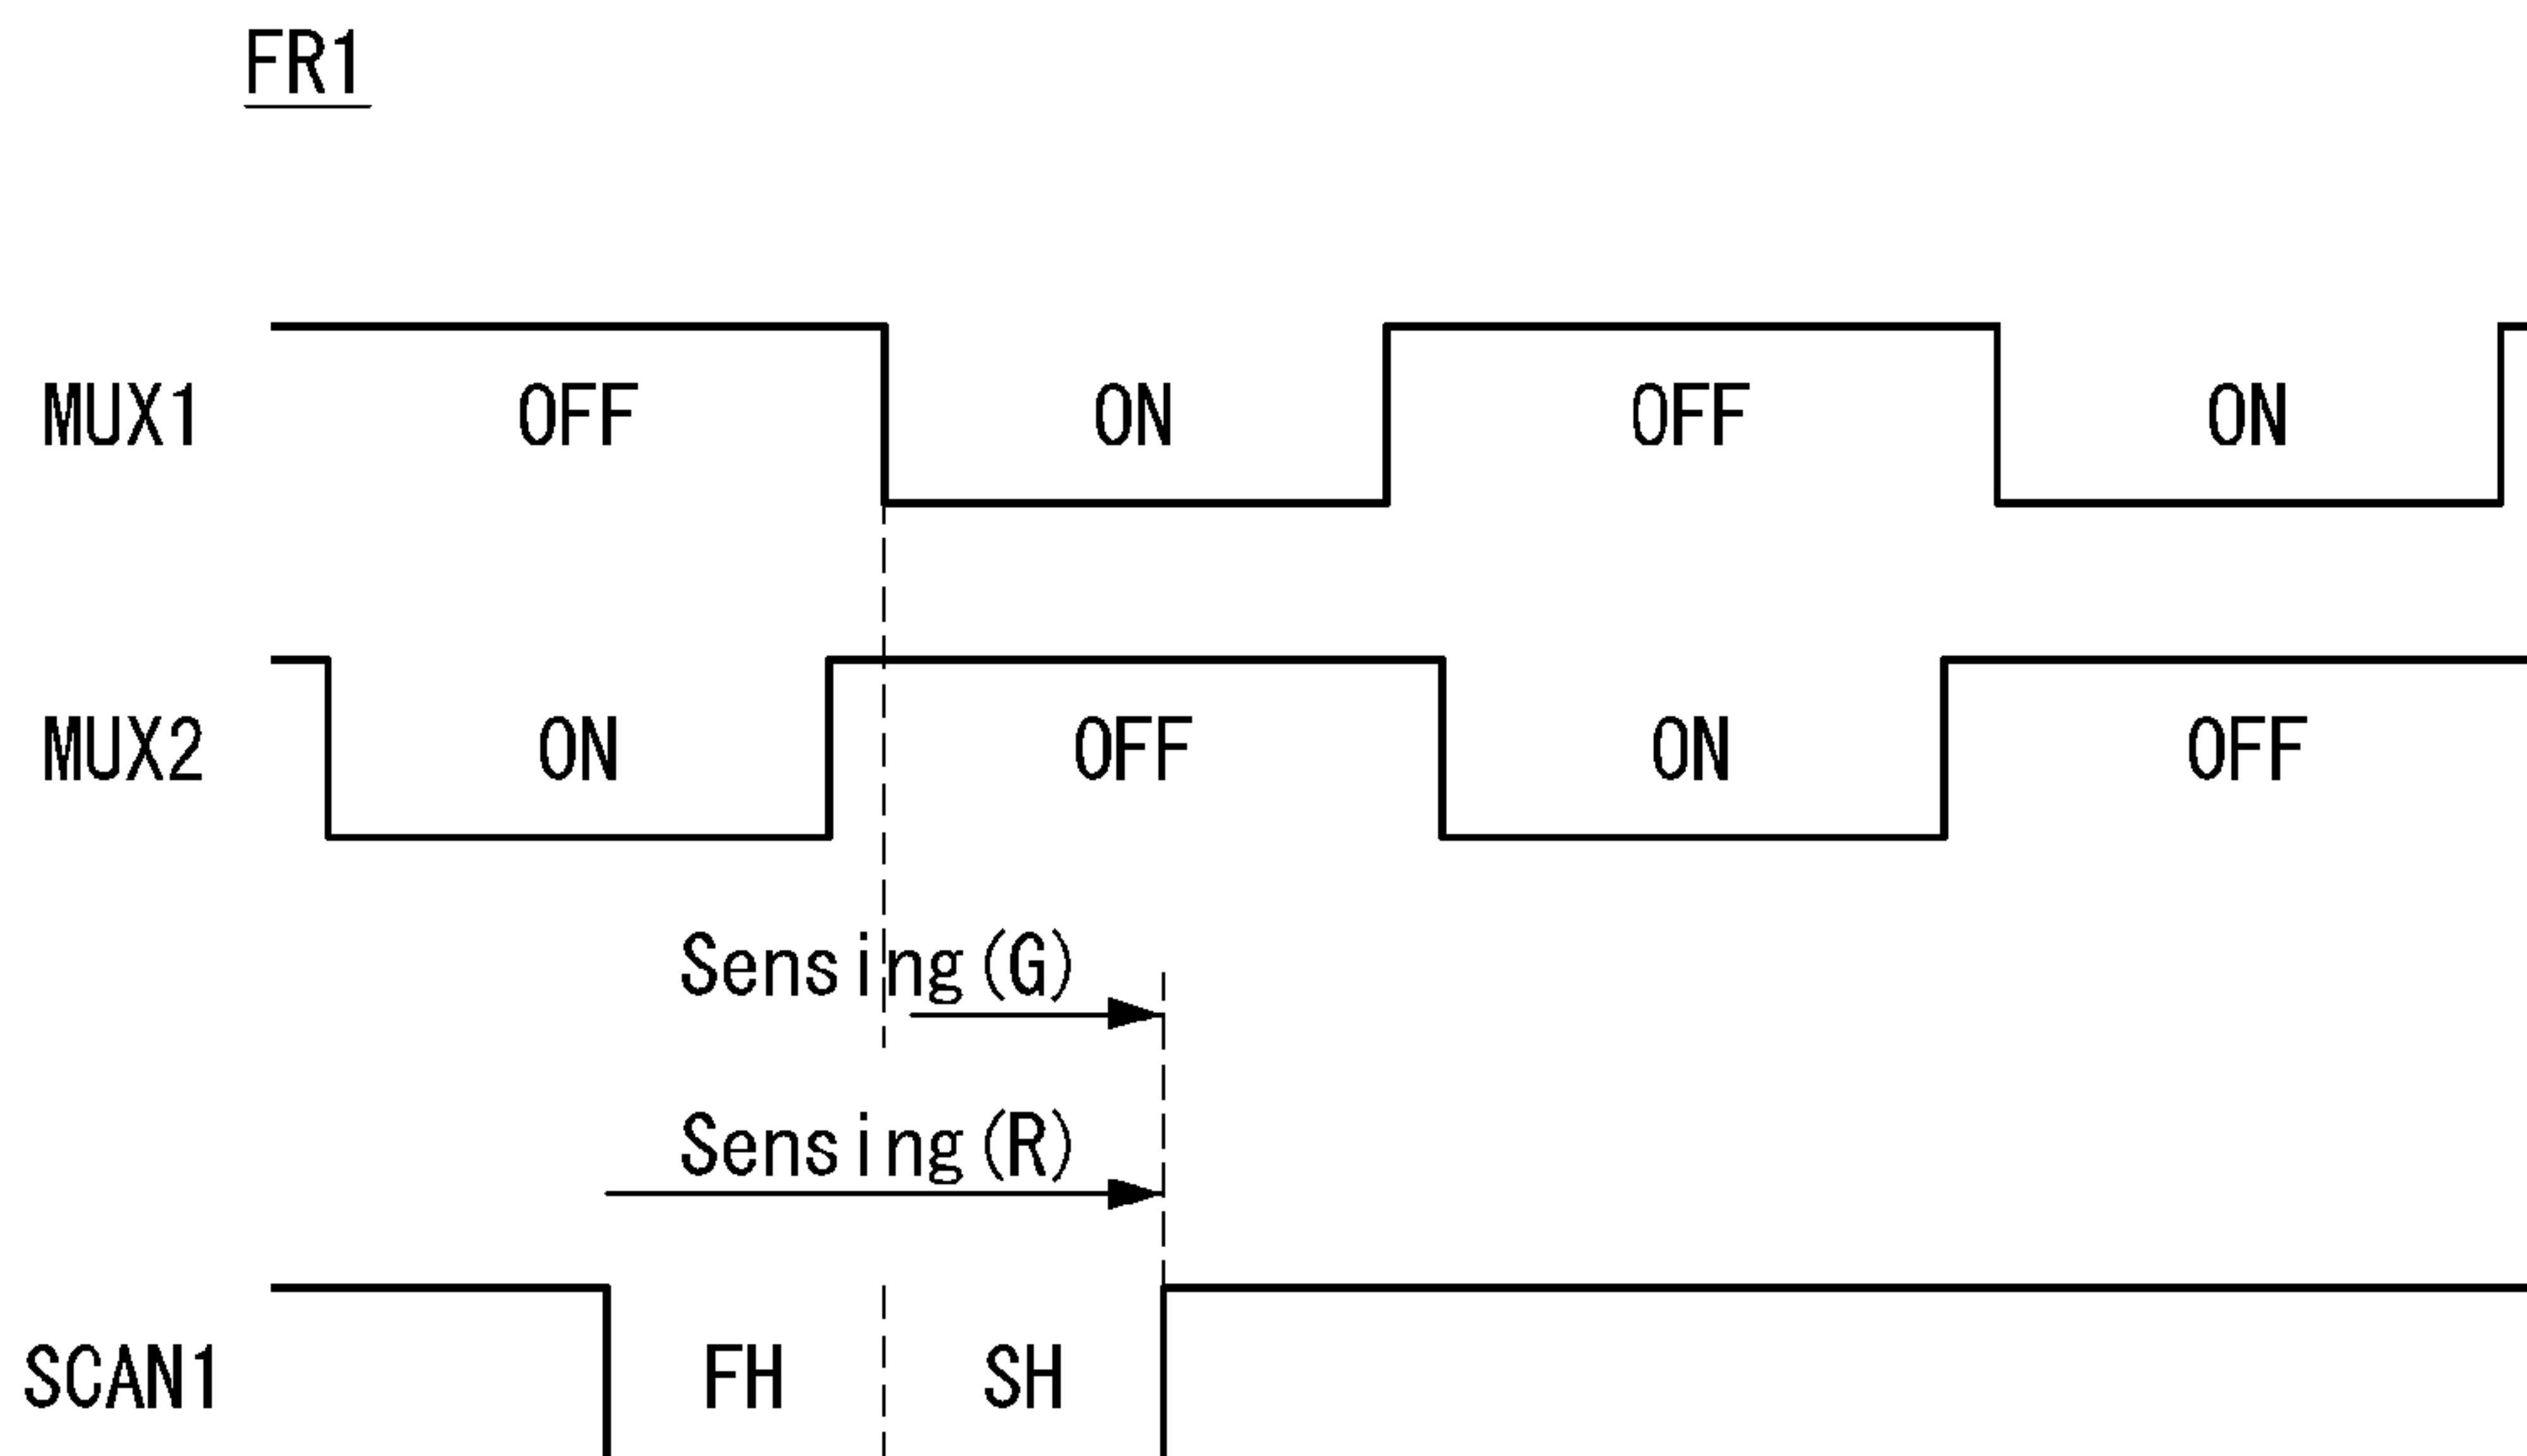 FR1
MUX1 OFF ON OFF ON
MUX2 ON OFF ON OFF
Sensing(G)
Sensing(R)
SCAN1 FH SH